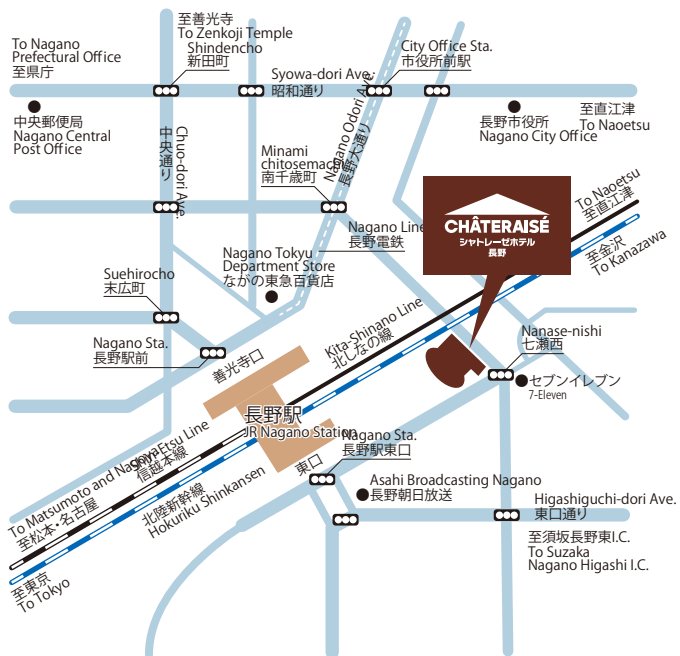 至善光寺
To Zenkoji Temple
Shindencho
新田町
To Nagano
Prefectural Office
至県庁
City Office Sta.
市役所前駅
Syowa-dori Ave.
昭和通り
中央郵便局
Nagano Central
Post Office
Chuo-dori Ave.
中央通り
Nagano Odori Ave.
長野大通り
長野市役所
Nagano City Office
至直江津
To Naoetsu
Minami
chitosemachi
南千歳町
Nagano Line
長野電鉄
CHÂTERAISÉ
シャトレーゼホテル
長野
To Naoetsu
至直江津
至金沢
To Kanazawa
Nagano Tokyu
Department Store
ながの東急百貨店
Suehirocho
末広町
Nagano Sta.
長野駅前
Kita-Shinano Line
北しなの線
善光寺口
Nanase-nishi
七瀬西
セブンイレブン
7-Eleven
長野駅
JR Nagano Station
Nagano Sta.
長野駅東口
東口
Shin-Etsu Line
信越本線
To Matsumoto and Nagoya
至松本・名古屋
北陸新幹線
Hokuriku Shinkansen
Asahi Broadcasting Nagano
長野朝日放送
Higashiguchi-dori Ave.
東口通り
至須坂長野東I.C.
To Suzaka
Nagano Higashi I.C.
至東京
To Tokyo